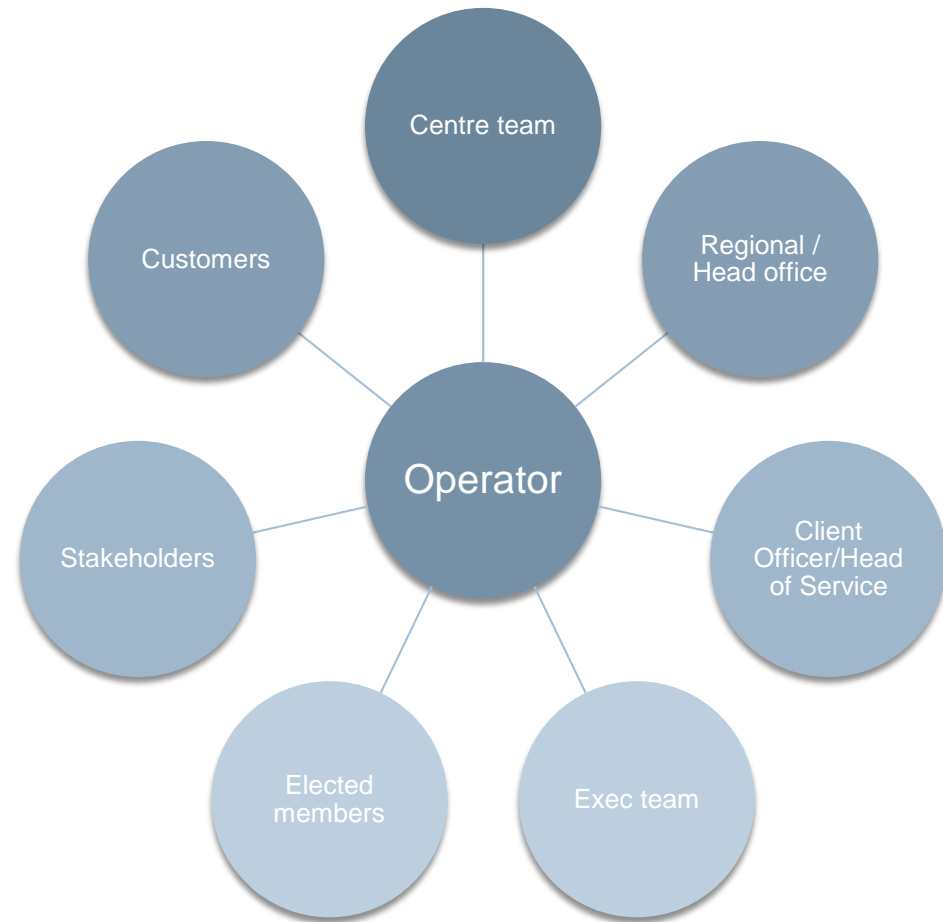 Centre team
Regional /
Head office
Customers
Operator
Client
Officer/Head
of Service
Stakeholders
Elected
members
Exec team